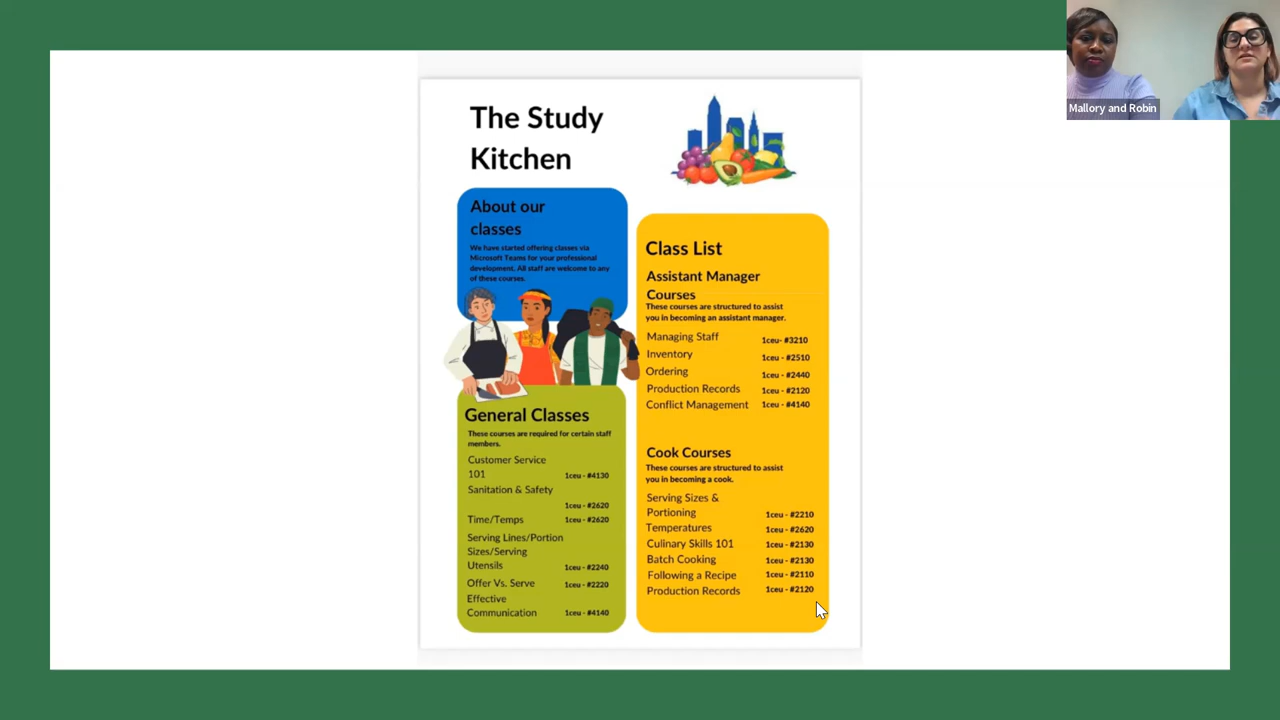 Mallory and Robin
The Study
Kitchen
About our
classes
We have started offering classes via
Microsoft Teams for your professional
development. All staff are welcome to any
of these courses.
General Classes
These courses are required for certain staff
members.
Customer Service
101 1ceu - #4130
Sanitation & Safety
1ceu - #2620
Time/Temps 1ceu - #2620
Serving Lines/Portion
Sizes/Serving
Utensils 1ceu - #2240
Offer Vs. Serve 1ceu - #2220
Effective
Communication 1ceu - #4140
Class List
Assistant Manager
Courses
These courses are structured to assist
you in becoming an assistant manager.
Managing Staff 1ceu- #3210
Inventory 1ceu - #2510
Ordering 1ceu - #2440
Production Records 1ceu - #2120
Conflict Management 1ceu - #4140
Cook Courses
These courses are structured to assist
you in becoming a cook.
Serving Sizes &
Portioning 1ceu - #2210
Temperatures 1ceu - #2620
Culinary Skills 101 1ceu - #2130
Batch Cooking 1ceu - #2130
Following a Recipe 1ceu - #2110
Production Records 1ceu - #2120